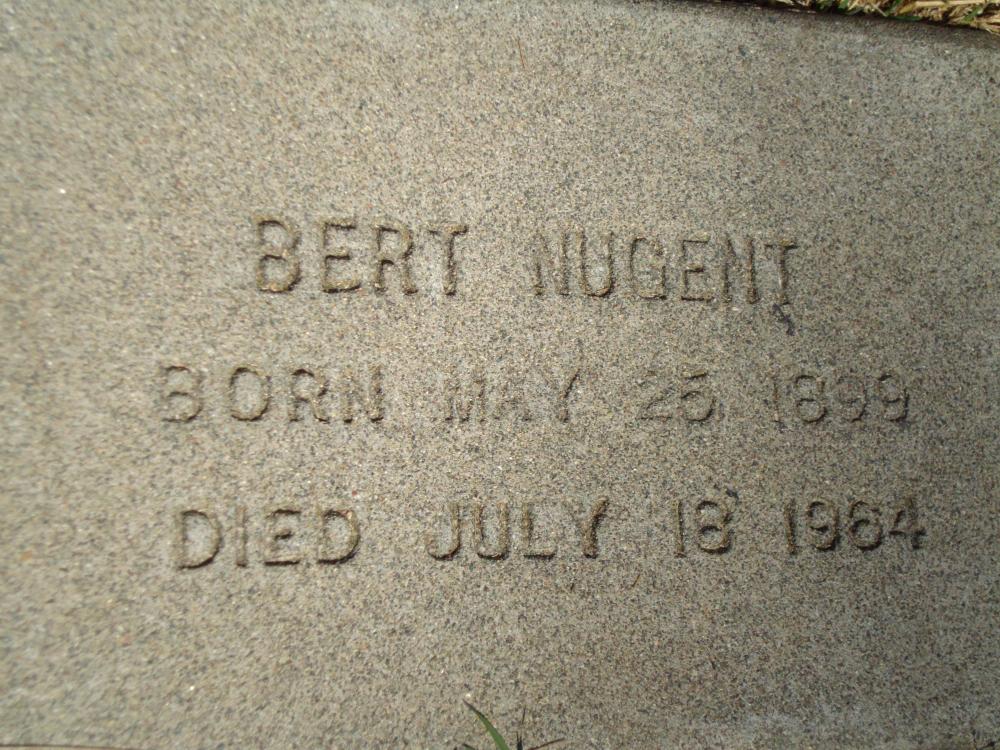 BERT NUGENT
BORN MAY 25 1899
DIED JULY 18 1964